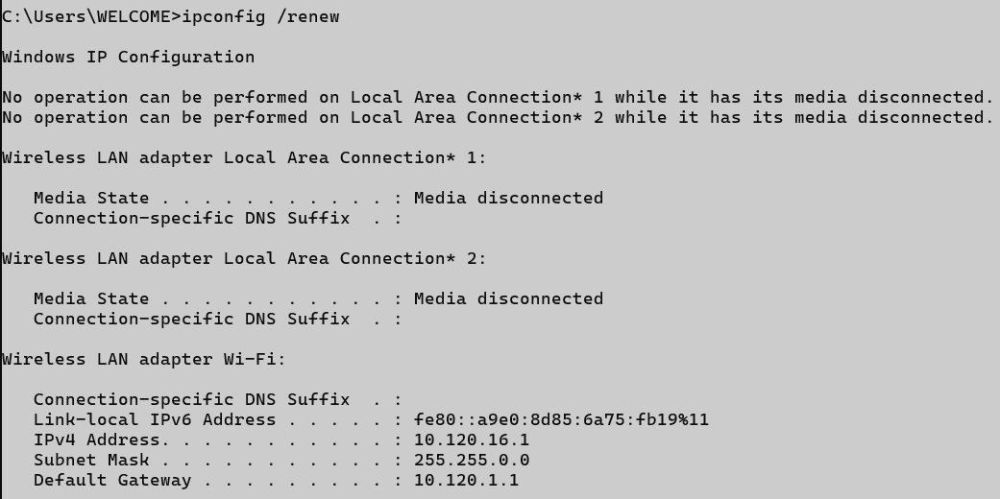 C:\Users\WELCOME>ipconfig /renew
Windows IP Configuration
No operation can be performed on Local Area Connection* 1 while it has its media disconnected.
No operation can be performed on Local Area Connection* 2 while it has its media disconnected.
Wireless LAN adapter Local Area Connection* 1:
   Media State . . . . . . . . . . . : Media disconnected
   Connection-specific DNS Suffix  . :
Wireless LAN adapter Local Area Connection* 2:
   Media State . . . . . . . . . . . : Media disconnected
   Connection-specific DNS Suffix  . :
Wireless LAN adapter Wi-Fi:
   Connection-specific DNS Suffix  . :
   Link-local IPv6 Address . . . . . : fe80::a9e0:8d85:6a75:fb19%11
   IPv4 Address. . . . . . . . . . . : 10.120.16.1
   Subnet Mask . . . . . . . . . . . : 255.255.0.0
   Default Gateway . . . . . . . . . : 10.120.1.1